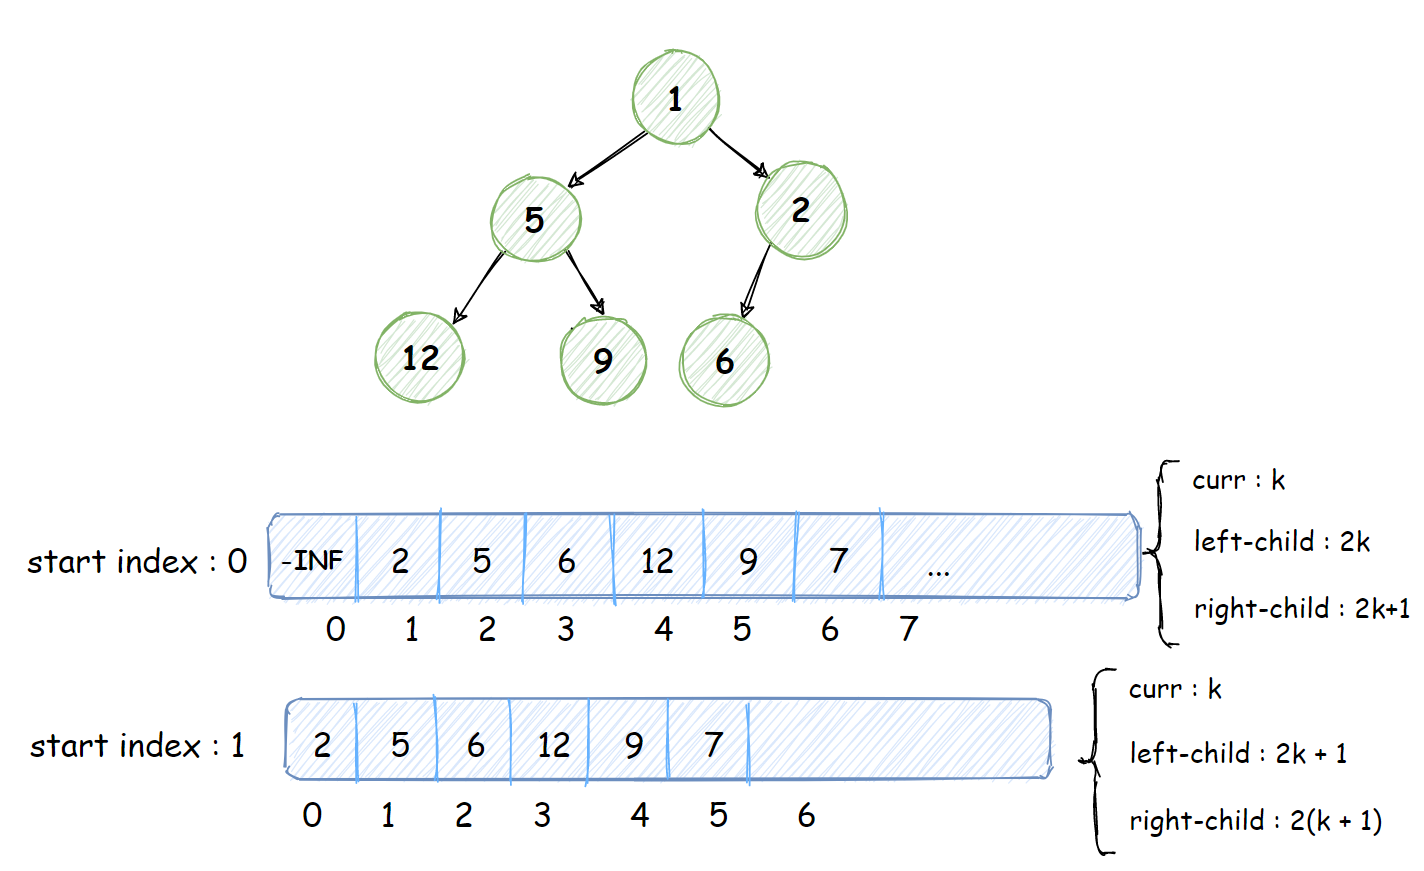 1
5 2
12 9 6
curr : k
left-child : 2k
right-child : 2k+1
start index : 0 -INF 2 5 6 12 9 7 ...
0 1 2 3 4 5 6 7
curr : k
left-child : 2k + 1
right-child : 2(k + 1)
start index : 1 2 5 6 12 9 7
0 1 2 3 4 5 6